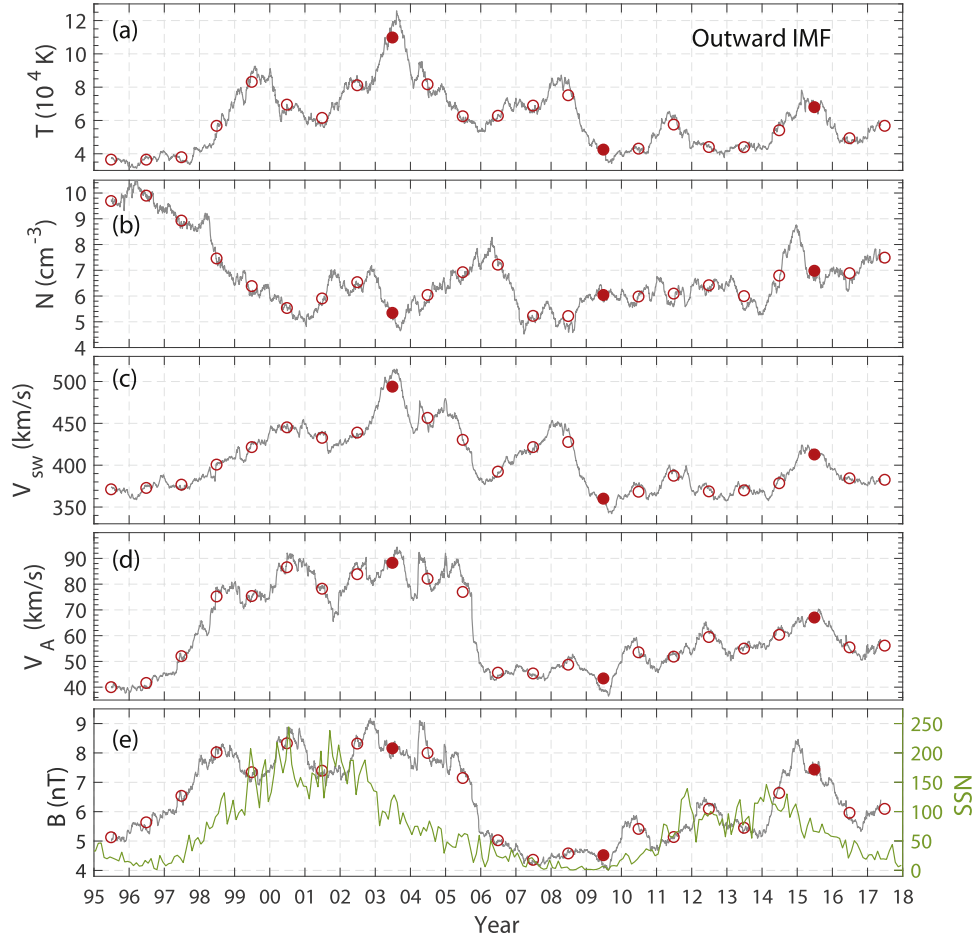 (a)
Outward IMF
T (10⁻⁴ K)
12
10
8
6
4
(b)
N (cm⁻³)
10
9
8
7
6
5
4
(c)
V sw (km/s)
500
450
400
350
(d)
V A (km/s)
90
80
70
60
50
40
(e)
B (nT)
9
8
7
6
5
4
250
200
150
100
50
0
SSN
95 96 97 98 99 00 01 02 03 04 05 06 07 08 09 10 11 12 13 14 15 16 17 18
Year